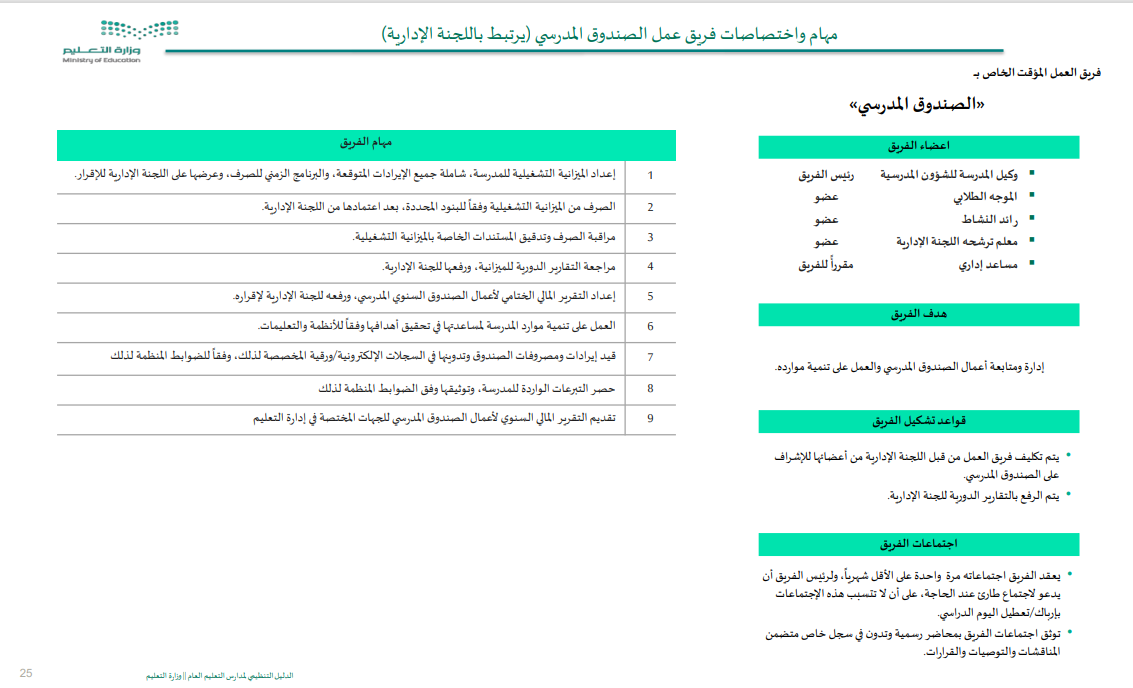 وزارة التعليم
Ministry of Education
مهام واختصاصات فريق عمل الصندوق المدرسي (يرتبط باللجنة الإدارية)
فريق العمل المؤقت الخاص بـ
«الصندوق المدرسي»
اعضاء الفريق
وكيل المدرسة للشؤون المدرسية رئيس الفريق
الموجه الطلابي عضو
رائد النشاط عضو
معلم ترشحه اللجنة الإدارية عضو
مساعد إداري مقرراً للفريق
هدف الفريق
إدارة ومتابعة أعمال الصندوق المدرسي والعمل على تنمية موارده.
قواعد تشكيل الفريق
يتم تكليف فريق العمل من قبل اللجنة الإدارية من أعضائها للإشراف
على الصندوق المدرسي.
يتم الرفع بالتقارير الدورية للجنة الإدارية.
اجتماعات الفريق
يعقد الفريق اجتماعاته مرة واحدة على الأقل شهرياً، ولرئيس الفريق أن
يدعو لاجتماع طارئ عند الحاجة، على أن لا تتسبب هذه الإجتماعات
بإرباك/تعطيل اليوم الدراسي.
توثق اجتماعات الفريق بمحاضر رسمية وتدون في سجل خاص متضمن
المناقشات والتوصيات والقرارات.
مهام الفريق
1 إعداد الميزانية التشغيلية للمدرسة، شاملة جميع الإيرادات المتوقعة، والبرنامج الزمني للصرف، وعرضها على اللجنة الإدارية للإقرار.
2 الصرف من الميزانية التشغيلية وفقاً للبنود المحددة، بعد اعتمادها من اللجنة الإدارية.
3 مراقبة الصرف وتدقيق المستندات الخاصة بالميزانية التشغيلية.
4 مراجعة التقارير الدورية للميزانية، ورفعها للجنة الإدارية.
5 إعداد التقرير المالي الختامي لأعمال الصندوق السنوي المدرسي، ورفعه للجنة الإدارية لإقراره.
6 العمل على تنمية موارد المدرسة لمساعدتها في تحقيق أهدافها وفقاً للأنظمة والتعليمات.
7 قيد إيرادات ومصروفات الصندوق وتدوينها في السجلات الإلكترونية/ورقية المخصصة لذلك، وفقاً للضوابط المنظمة لذلك
8 حصر التبرعات الواردة للمدرسة، وتوثيقها وفق الضوابط المنظمة لذلك
9 تقديم التقرير المالي السنوي لأعمال الصندوق المدرسي للجهات المختصة في إدارة التعليم
الدليل التنظيمي لمدارس التعليم العام || وزارة التعليم
25